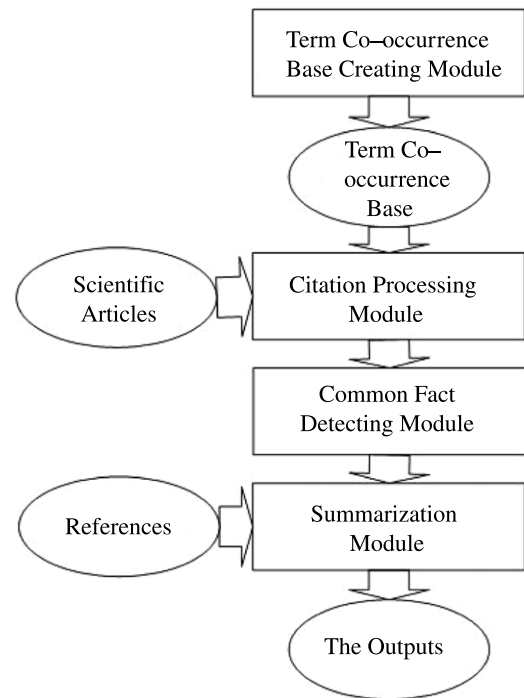 Term Co–occurrence
Base Creating Module
Term Co–
occurrence
Base
Scientific
Articles
Citation Processing
Module
Common Fact
Detecting Module
References
Summarization
Module
The Outputs